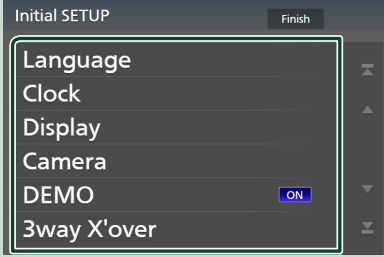 Initial SETUP Finish
Language
Clock
Display
Camera
DEMO ON
3way X'over